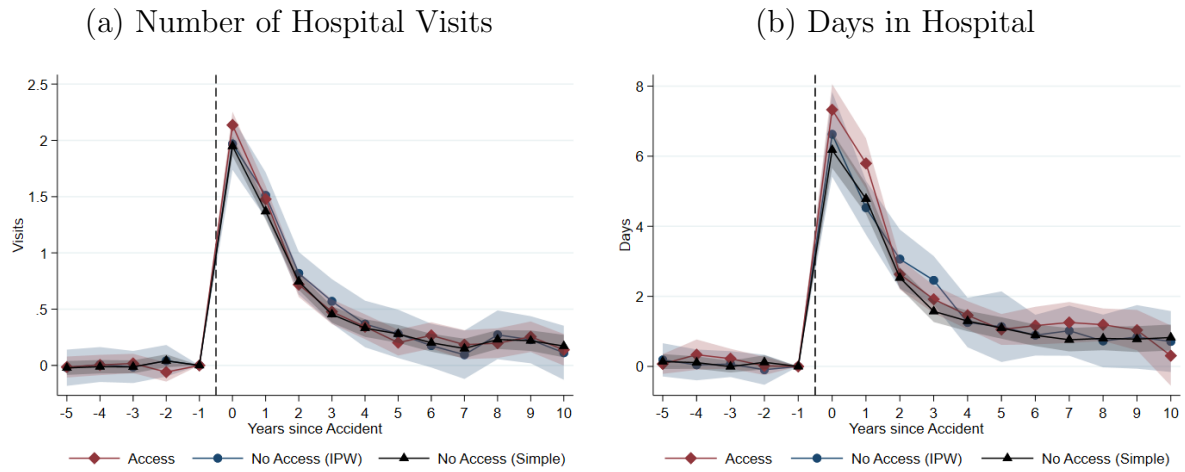 (a) Number of Hospital Visits
(b) Days in Hospital
2.5
2
1.5
1
.5
0
Visits
-5 -4 -3 -2 -1 0 1 2 3 4 5 6 7 8 9 10
Years since Accident
Access No Access (IPW) No Access (Simple)
8
6
4
2
0
Days
-5 -4 -3 -2 -1 0 1 2 3 4 5 6 7 8 9 10
Years since Accident
Access No Access (IPW) No Access (Simple)